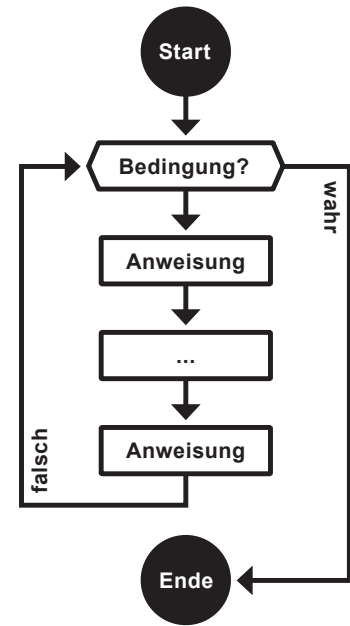 Start
Bedingung?
wahr
Anweisung
...
Anweisung
falsch
Ende